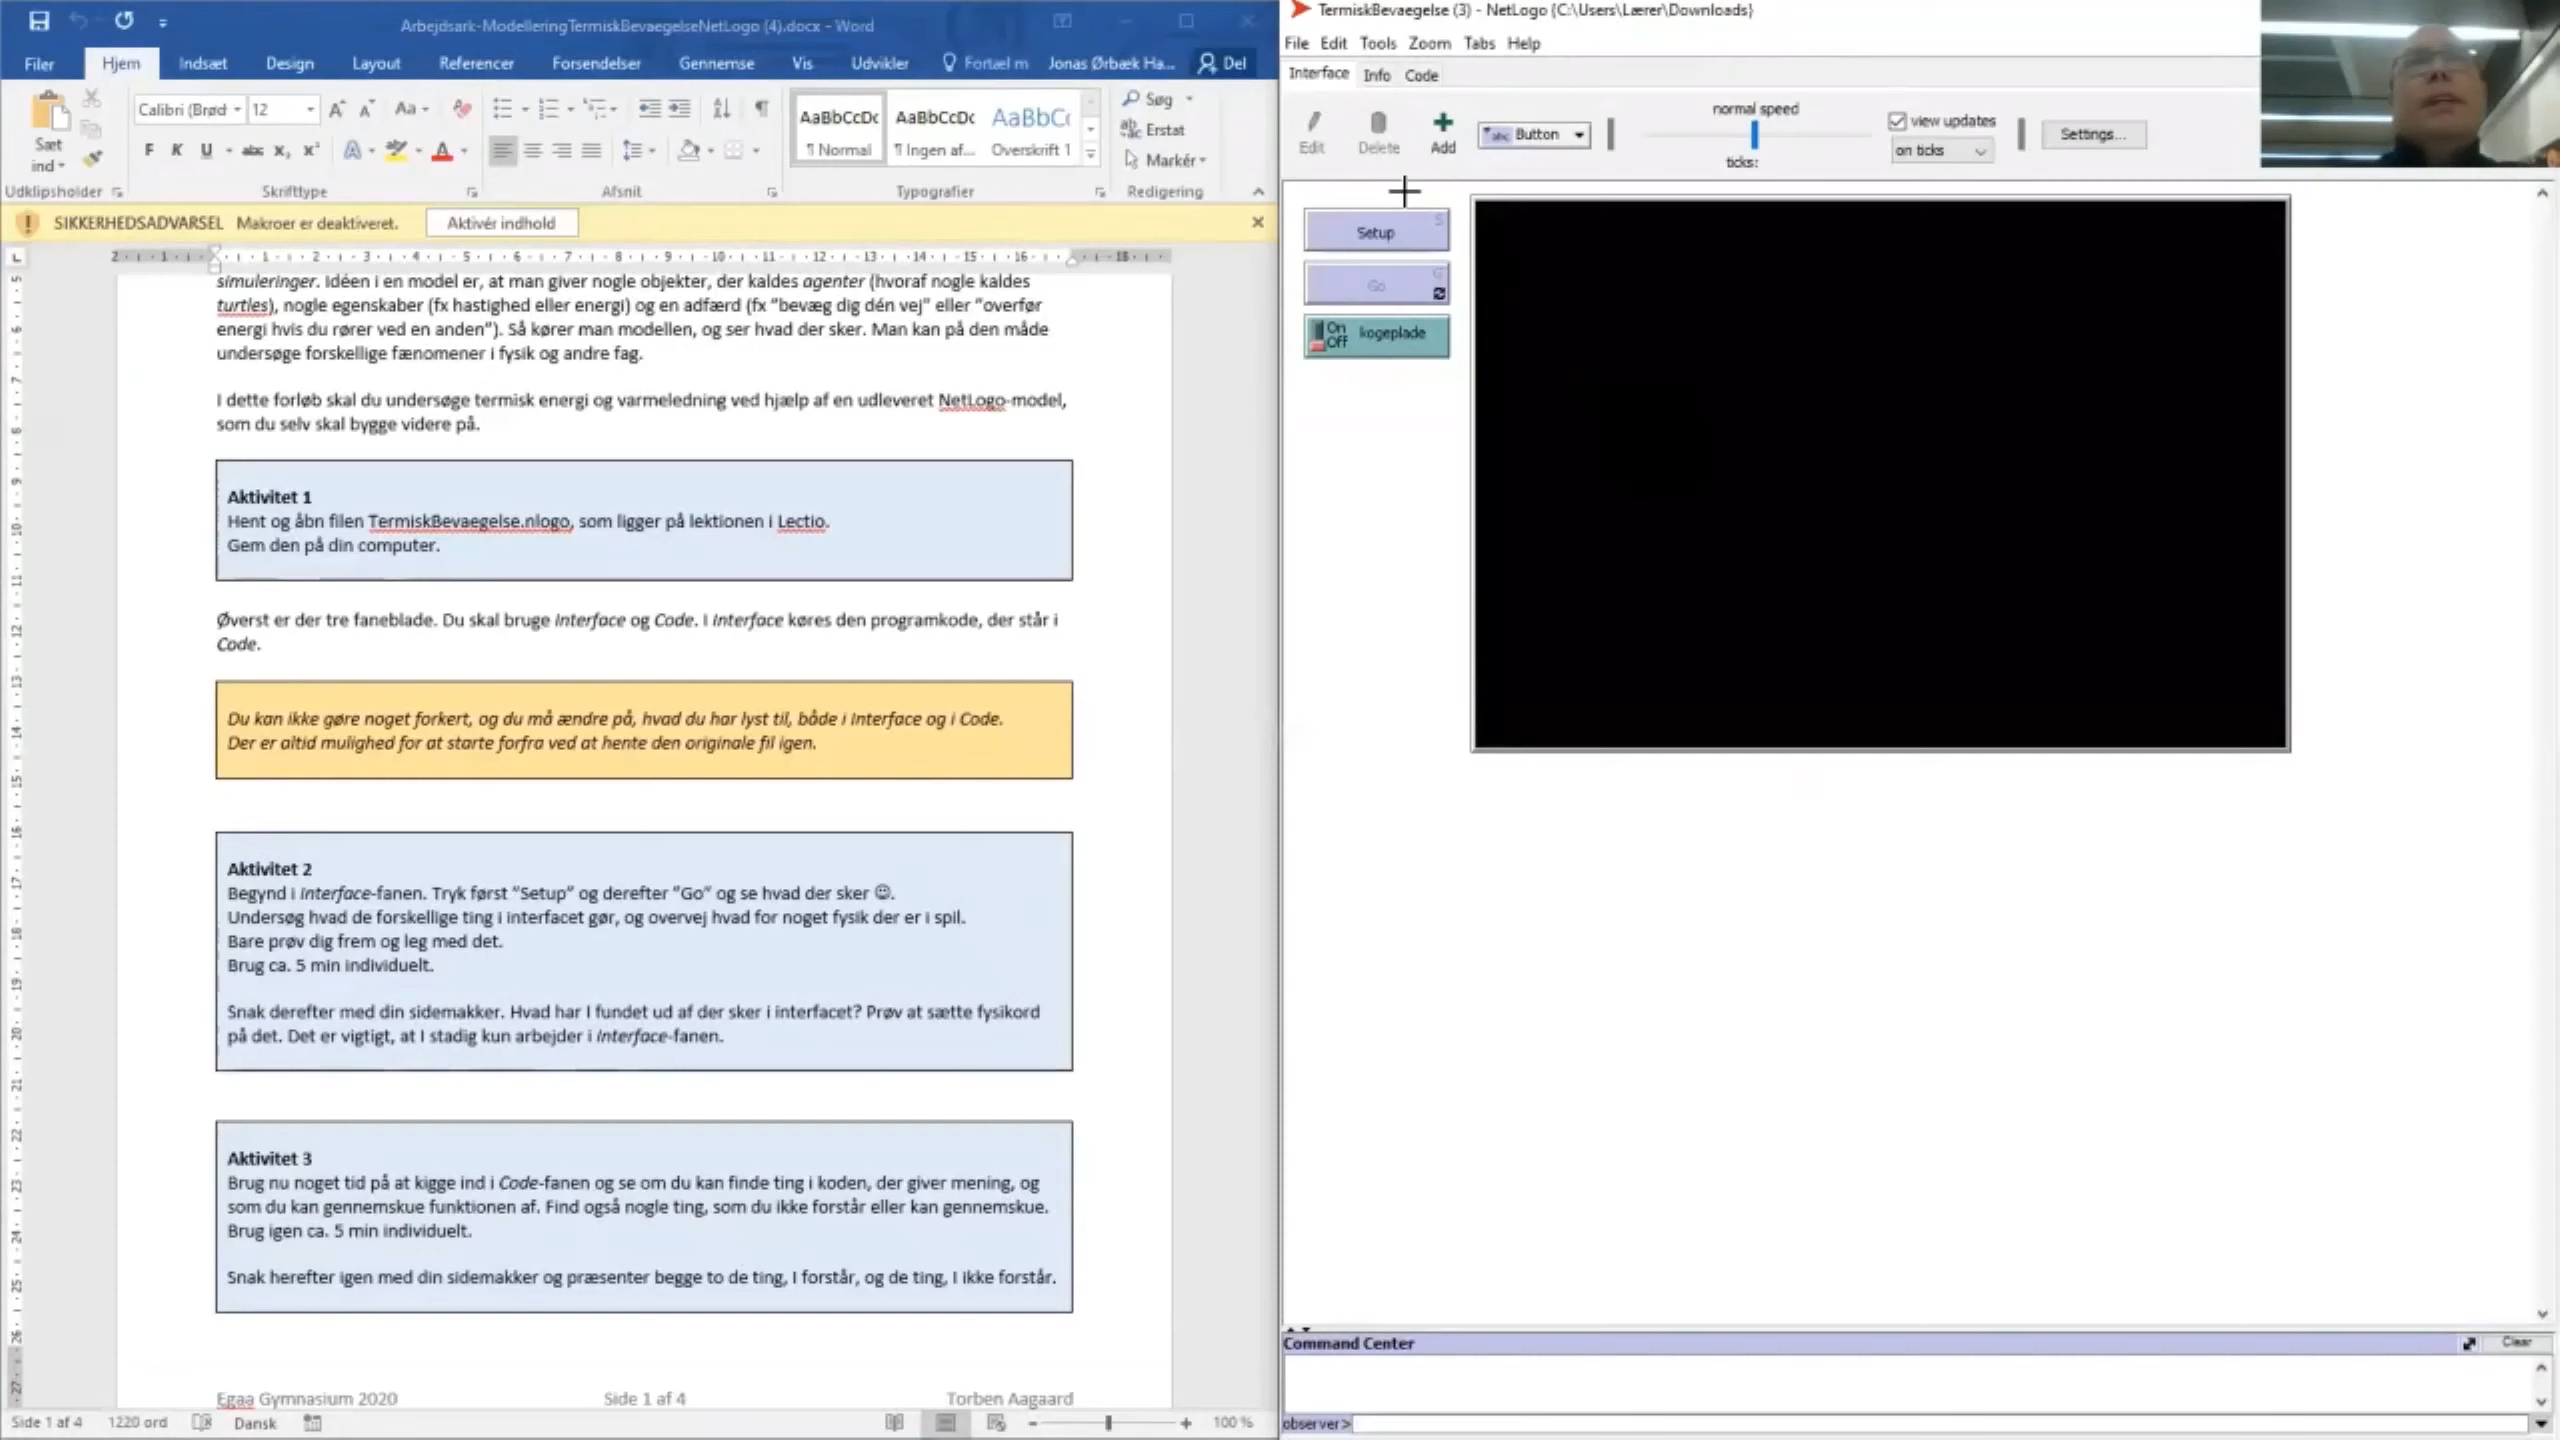 Arbejdsark-ModelleringTermiskBevaegelseNetLogo (4).docx - Word
Filer Hjem Indsæt Design Layout Referencer Forsendelser Gennemse Vis Udvikler Fortæl m Jonas Ørbæk Ha... Del
Sæt ind
Calibri (Brød 12
Aa
F K U abc x, x'
AaBbCcDc AaBbCcDc AaBbCc
¶ Normal ¶ Ingen af... Overskrift 1
Søg
Erstat
Markér
Udklipsholder Skrifttype Afsnit Typografier Redigering
SIKKERHEDSADVARSEL Makroer er deaktiveret. Aktivér indhold
simuleringer. Idéen i en model er, at man giver nogle objekter, der kaldes agenter (hvoraf nogle kaldes
turtles), nogle egenskaber (fx hastighed eller energi) og en adfærd (fx "bevæg dig dén vej" eller "overfør
energi hvis du rører ved en anden"). Så kører man modellen, og ser hvad der sker. Man kan på den måde
undersøge forskellige fænomener i fysik og andre fag.
I dette forløb skal du undersøge termisk energi og varmeledning ved hjælp af en udleveret NetLogo-model,
som du selv skal bygge videre på.
Aktivitet 1
Hent og åbn filen TermiskBevaegelse.nlogo, som ligger på lektionen i Lectio.
Gem den på din computer.
Øverst er der tre faneblade. Du skal bruge Interface og Code. I Interface køres den programkode, der står i
Code.
Du kan ikke gøre noget forkert, og du må ændre på, hvad du har lyst til, både i Interface og i Code.
Der er altid mulighed for at starte forfra ved at hente den originale fil igen.
Aktivitet 2
Begynd i Interface-fanen. Tryk først "Setup" og derefter "Go" og se hvad der sker ☺.
Undersøg hvad de forskellige ting i interfacet gør, og overvej hvad for noget fysik der er i spil.
Bare prøv dig frem og leg med det.
Brug ca. 5 min individuelt.
Snak derefter med din sidemakker. Hvad har I fundet ud af der sker i interfacet? Prøv at sætte fysikord
på det. Det er vigtigt, at I stadig kun arbejder i Interface-fanen.
Aktivitet 3
Brug nu noget tid på at kigge ind i Code-fanen og se om du kan finde ting i koden, der giver mening, og
som du kan gennemskue funktionen af. Find også nogle ting, som du ikke forstår eller kan gennemskue.
Brug igen ca. 5 min individuelt.
Snak herefter igen med din sidemakker og præsenter begge to de ting, I forstår, og de ting, I ikke forstår.
Egaa Gymnasium 2020 Side 1 af 4 Torben Aagaard
Side 1 af 4 1220 ord Dansk 100 %
TermiskBevaegelse (3) - NetLogo {C:\Users\Lærer\Downloads}
File Edit Tools Zoom Tabs Help
Interface Info Code
Edit Delete Add
Button
normal speed
ticks:
view updates
on ticks
Settings...
Setup S
Go G
On
Off
kogeplade
Command Center Clear
observer>